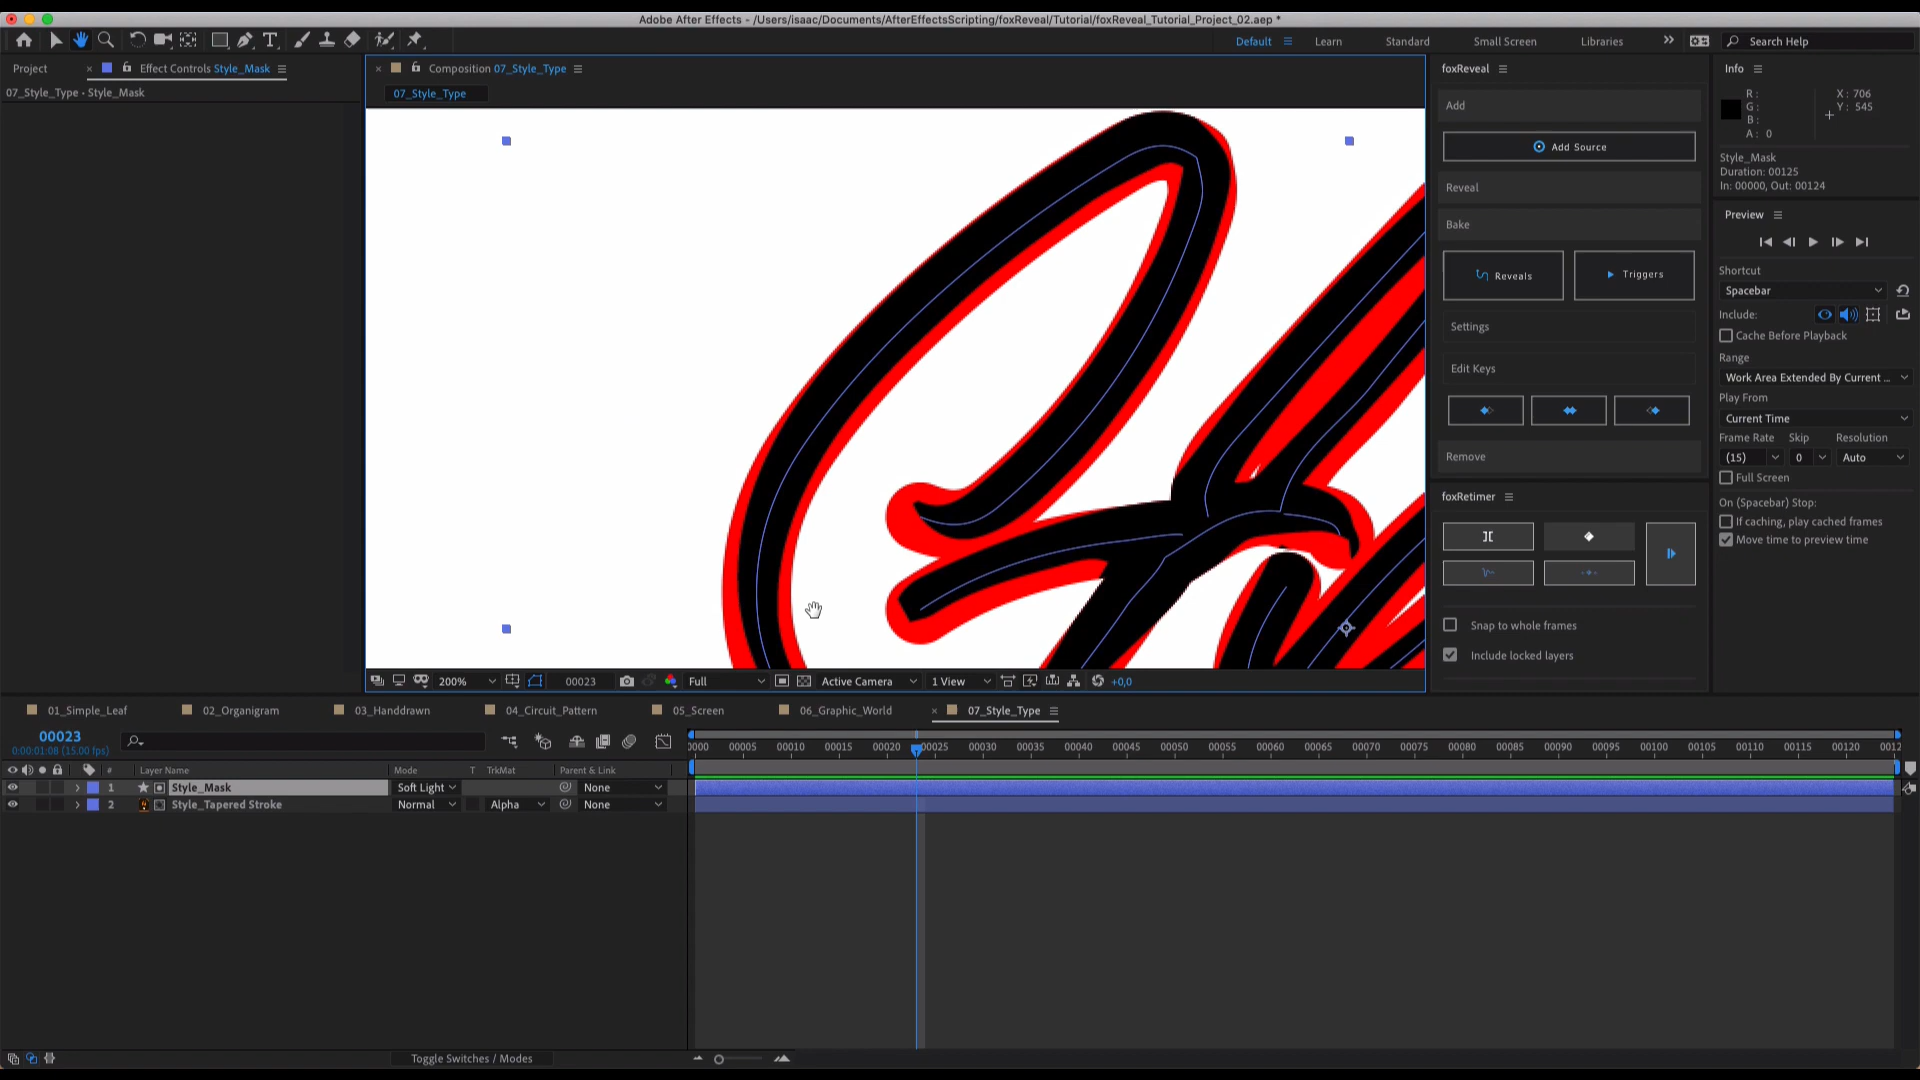 Adobe After Effects - /Users/isaac/Documents/AfterEffectsScripting/foxReveal/Tutorial/foxReveal_Tutorial_Project_02.aep *
Default
Learn
Standard
Small Screen
Libraries
Search Help
Project
Effect Controls Style_Mask
07_Style_Type • Style_Mask
Composition 07_Style_Type
07_Style_Type
foxReveal
Add
Add Source
Reveal
Bake
Reveals
Triggers
Settings
Edit Keys
Remove
foxRetimer
Snap to whole frames
Include locked layers
Info
R :
G :
B :
A : 0
X : 706
Y : 545
Style_Mask
Duration: 00125
In: 00000, Out: 00124
Preview
Shortcut
Spacebar
Include:
Cache Before Playback
Range
Work Area Extended By Current ...
Play From
Current Time
Frame Rate Skip Resolution
(15) 0 Auto
Full Screen
On (Spacebar) Stop:
If caching, play cached frames
Move time to preview time
200%
00023
Full
Active Camera
1 View
+0,0
01_Simple_Leaf
02_Organigram
03_Handdrawn
04_Circuit_Pattern
05_Screen
06_Graphic_World
07_Style_Type
00023
0:00:01:08 (15.00 fps)
0000 00005 00010 00015 00020 00025 00030 00035 00040 00045 00050 00055 00060 00065 00070 00075 00080 00085 00090 00095 00100 00105 00110 00115 00120 0012
# Layer Name Mode T TrkMat Parent & Link
1 Style_Mask Soft Light None
2 Style_Tapered Stroke Normal Alpha None
Toggle Switches / Modes